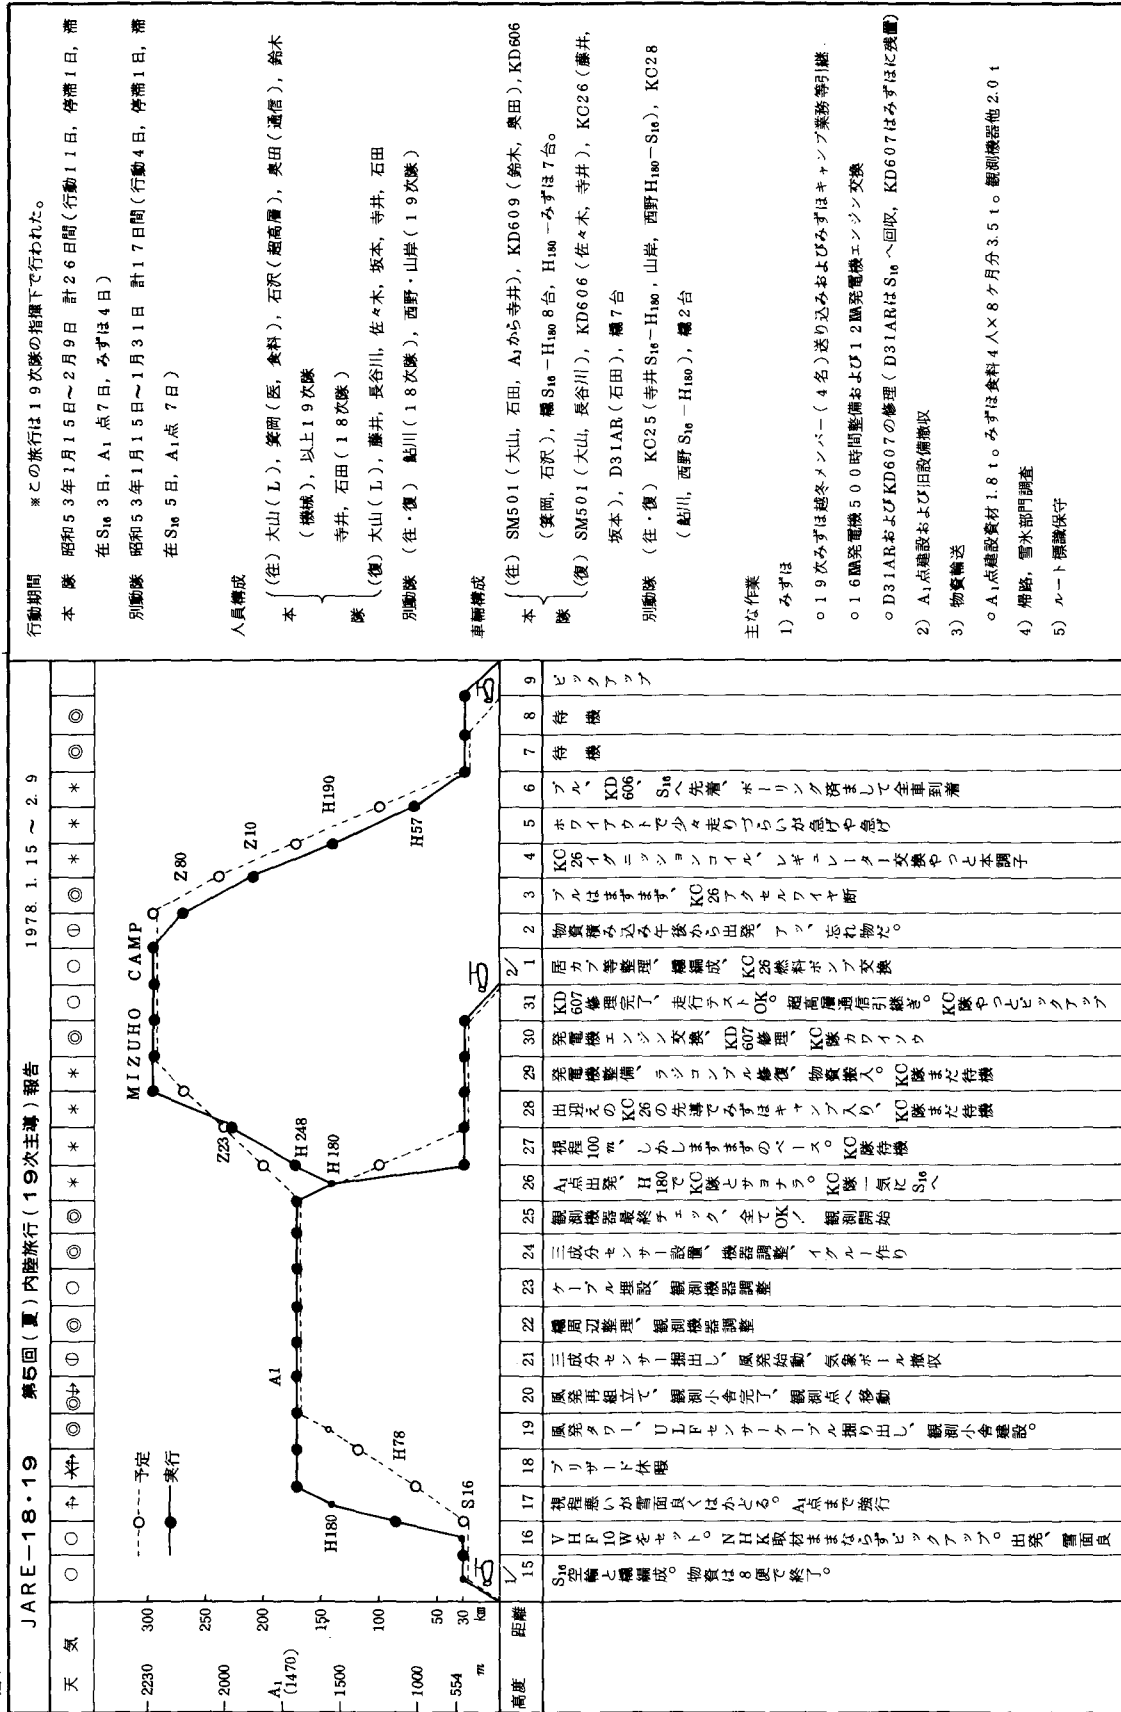 JARE-18・19 第5回(夏)内陸旅行(19次主導)報告 1978. 1. 15 ～ 2. 9
天 気
○ ○ ◎ ◎ ⦶ ◎ ○ ◎ ◎ * * * * ◎ ○ ○ ⦶ ◎ * * * ◎ ◎
--○-- 予定
―●― 実行
2230
2000
A₁
(1470)
1500
1000
554
m
300
250
200
150
100
50
30
km
H180
S16
H78
A1
H180
H248
Z23
MIZUHO CAMP
Z80
Z10
H190
H57
高度 距離
1/15 S₁₆空輸と橇編成。物資は8便で終了。
16 VHF10Wをセット。NHK取材ままならずピックアップ。出発、雪面良
17 視程悪いが雪面良くはかどる。A₁点まで強行
18 ブリザード休暇
19 風発タワー、ULFセンサーケーブル掘り出し、観測小舎建設。
20 風発再組立て、観測小舎完了、観測点へ移動
21 三成分センサー掘出し、風発始動、気象ポール撤収
22 橇周辺整理、観測機器調整
23 ケーブル埋設、観測機器調整
24 三成分センサー設置、機器調整、イグルー作り
25 観測機器最終チェック、全てOK！ 観測開始
26 A₁点出発、H180でKC隊とサヨナラ。KC隊一気にS₁₆へ
27 視程100m、しかしまずまずのペース。KC隊待機
28 出迎えのKC26の先導でみずほキャンプ入り、KC隊まだ待機
29 発電機整備、ラジコンブル修復、物資搬入。KC隊まだ待機
30 発電機エンジン交換、KD607修理、KC隊カワイソウ
31 KD607修理完了、走行テストOK。超高層通信引継ぎ。KC隊やっとピックアップ
2/1 居カブ等整理、橇編成、KC26燃料ポンプ交換
2 物資積み込み午後から出発、アッ、忘れ物だ。
3 ブルはまずまず、KC26アクセルワイヤ断
4 KC26イグニッションコイル、レギュレーター交換やっと本調子
5 ホワイアウトで少々走りづらいが急げや急げ
6 ブル、KD606、S₁₆へ先着、ボーリング済まして全車到着
7 待 機
8 待 機
9 ピックアップ
行動期間 ※この旅行は19次隊の指揮下で行われた。
本 隊 昭和53年1月15日～2月9日 計26日間(行動11日，停滞1日，滞
在S₁₆ 3日，A₁ 点7日，みずほ4日)
別動隊 昭和53年1月15日～1月31日 計17日間(行動4日，停滞1日，滞
在S₁₆ 5日，A₁点 7日)
人員構成
本 隊
(往) 大山(L)，箕岡(医，食料)，石沢(超高層)，奥田(通信)，鈴木
(機械)，以上19次隊
寺井，石田(18次隊)
(復) 大山(L)，藤井，長谷川，佐々木，坂本，寺井，石田
別動隊 (往・復) 鮎川(18次隊)，西野・山岸(19次隊)
車輛構成
本 隊
(往) SM501(大山，石田，A₁から寺井)，KD609(鈴木，奥田)，KD606
(箕岡，石沢)，橇S₁₆－H₁₈₀ 8台，H₁₈₀－みずほ7台。
(復) SM501(大山，長谷川)，KD606(佐々木，寺井)，KC26(藤井，
坂本)，D31AR(石田)，橇7台
別動隊 (往・復) KC25(寺井S₁₆－H₁₈₀，山岸，西野H₁₈₀－S₁₆)，KC28
(鮎川，西野S₁₆－H₁₈₀)，橇2台
主な作業
1) みずほ
○19次みずほ越冬メンバー(4名)送り込みおよびみずほキャンプ業務等引継
○16KVA発電機500時間整備および12KVA発電機エンジン交換
○D31ARおよびKD607の修理(D31ARはS₁₆へ回収，KD607はみずほに残置)
2) A₁点建設および旧設備撤収
3) 物資輸送
○A₁点建設資材1.8t。みずほ食料4人×8ケ月分3.5t。観測機器他2.0t
4) 帰路，雪氷部門調査
5) ルート標識保守